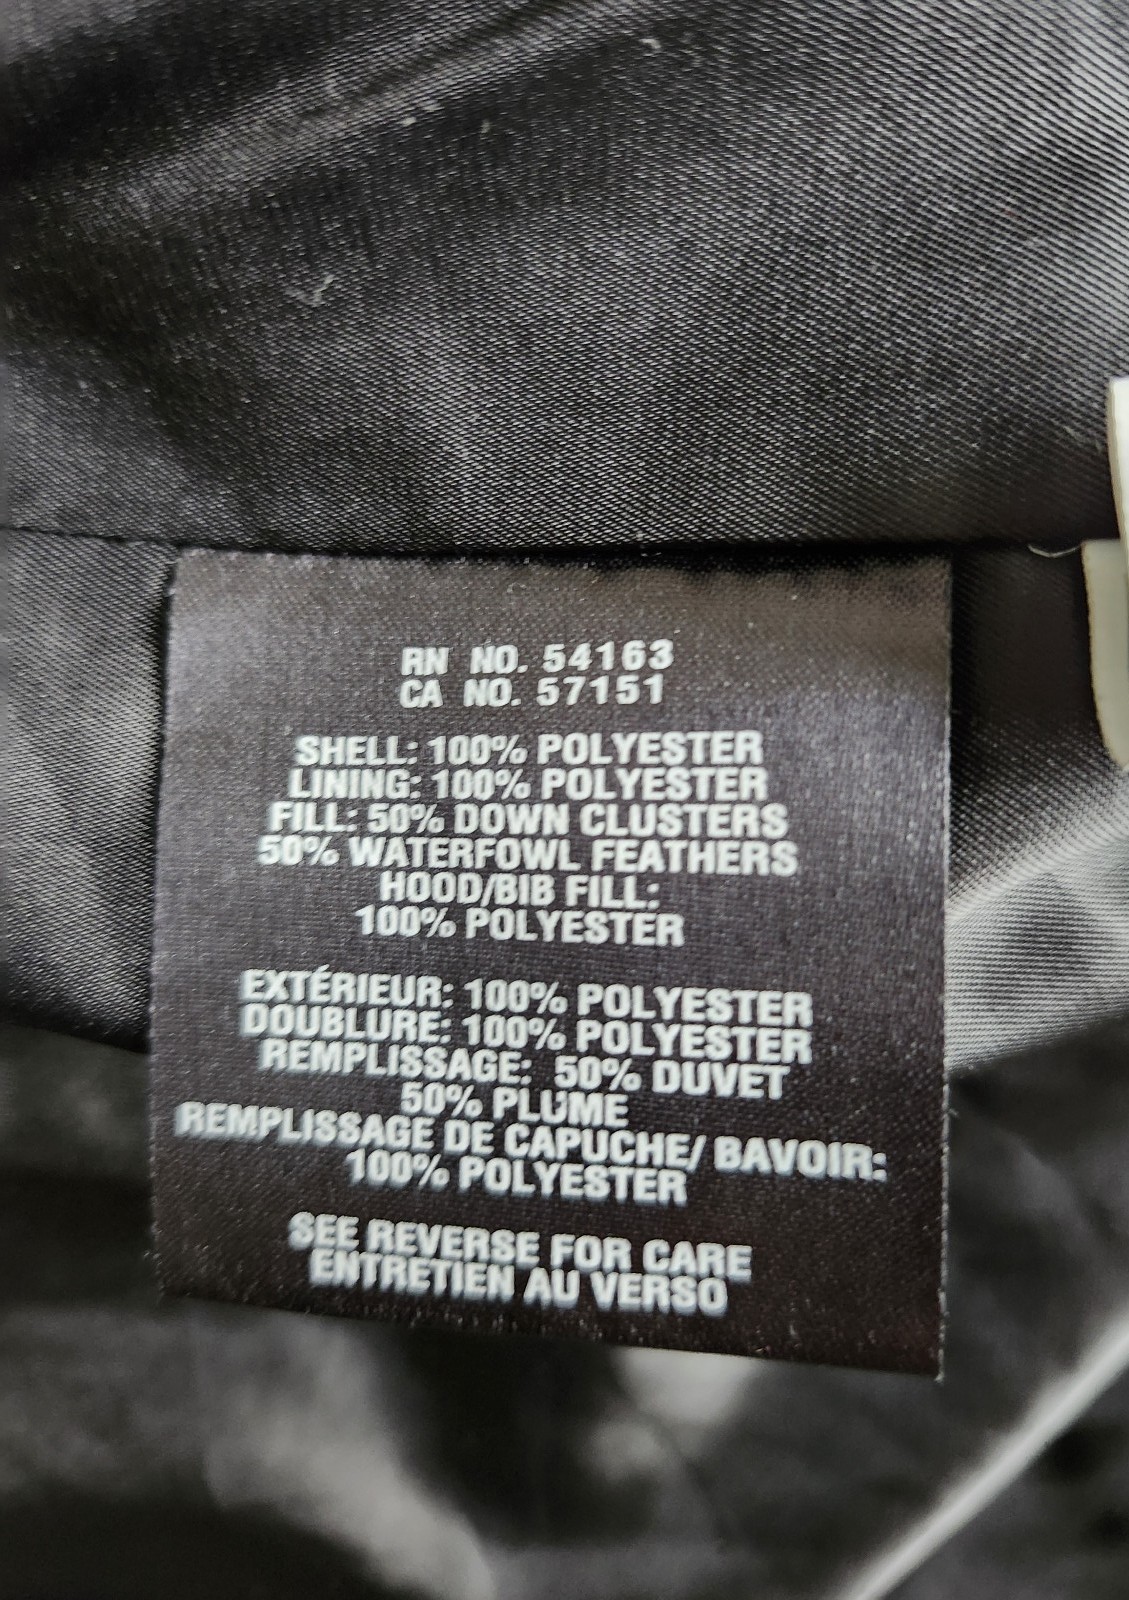 RN NO. 54163
CA NO. 57151
SHELL: 100% POLYESTER
LINING: 100% POLYESTER
FILL: 50% DOWN CLUSTERS
50% WATERFOWL FEATHERS
HOOD/BIB FILL:
100% POLYESTER
EXTÉRIEUR: 100% POLYESTER
DOUBLURE: 100% POLYESTER
REMPLISSAGE: 50% DUVET
50% PLUME
REMPLISSAGE DE CAPUCHE/ BAVOIR:
100% POLYESTER
SEE REVERSE FOR CARE
ENTRETIEN AU VERSO